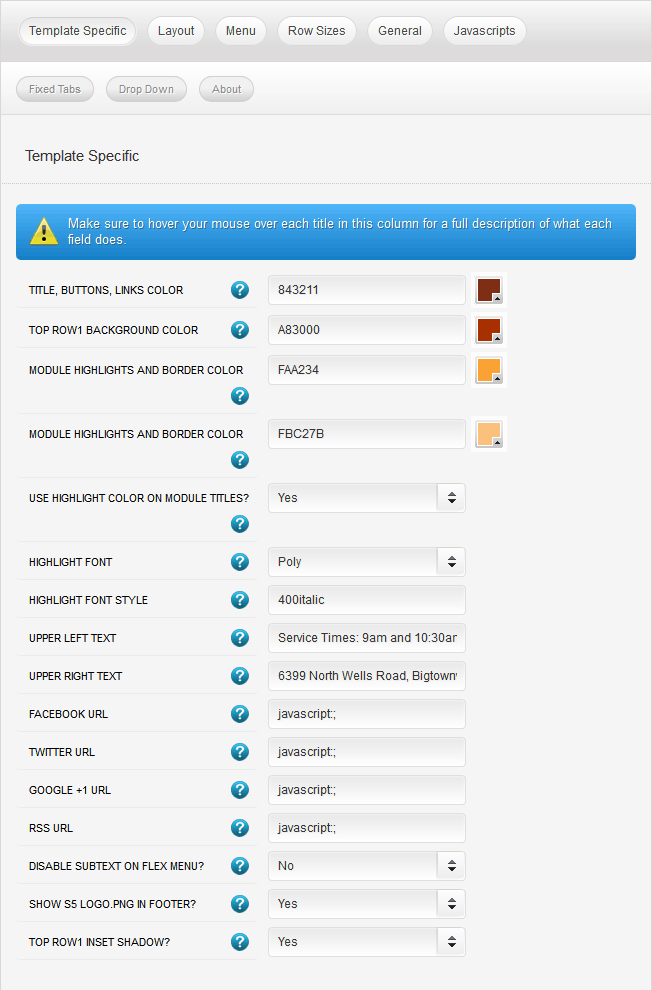 Template Specific Layout Menu Row Sizes General Javascripts
Fixed Tabs Drop Down About
Template Specific
Make sure to hover your mouse over each title in this column for a full description of what each
field does.
TITLE, BUTTONS, LINKS COLOR ? 843211
TOP ROW1 BACKGROUND COLOR ? A83000
MODULE HIGHLIGHTS AND BORDER COLOR FAA234
?
MODULE HIGHLIGHTS AND BORDER COLOR FBC27B
?
USE HIGHLIGHT COLOR ON MODULE TITLES? Yes
?
HIGHLIGHT FONT ? Poly
HIGHLIGHT FONT STYLE ? 400italic
UPPER LEFT TEXT ? Service Times: 9am and 10:30
UPPER RIGHT TEXT ? 6399 North Wells Road,
FACEBOOK URL ? javascript:;
TWITTER URL ? javascript:;
GOOGLE +1 URL ? javascript:;
RSS URL ? javascript:;
DISABLE SUBTEXT ON FLEX MENU? ? No
SHOW S5 LOGO.PNG IN FOOTER? ? Yes
TOP ROW1 INSET SHADOW? ? Yes